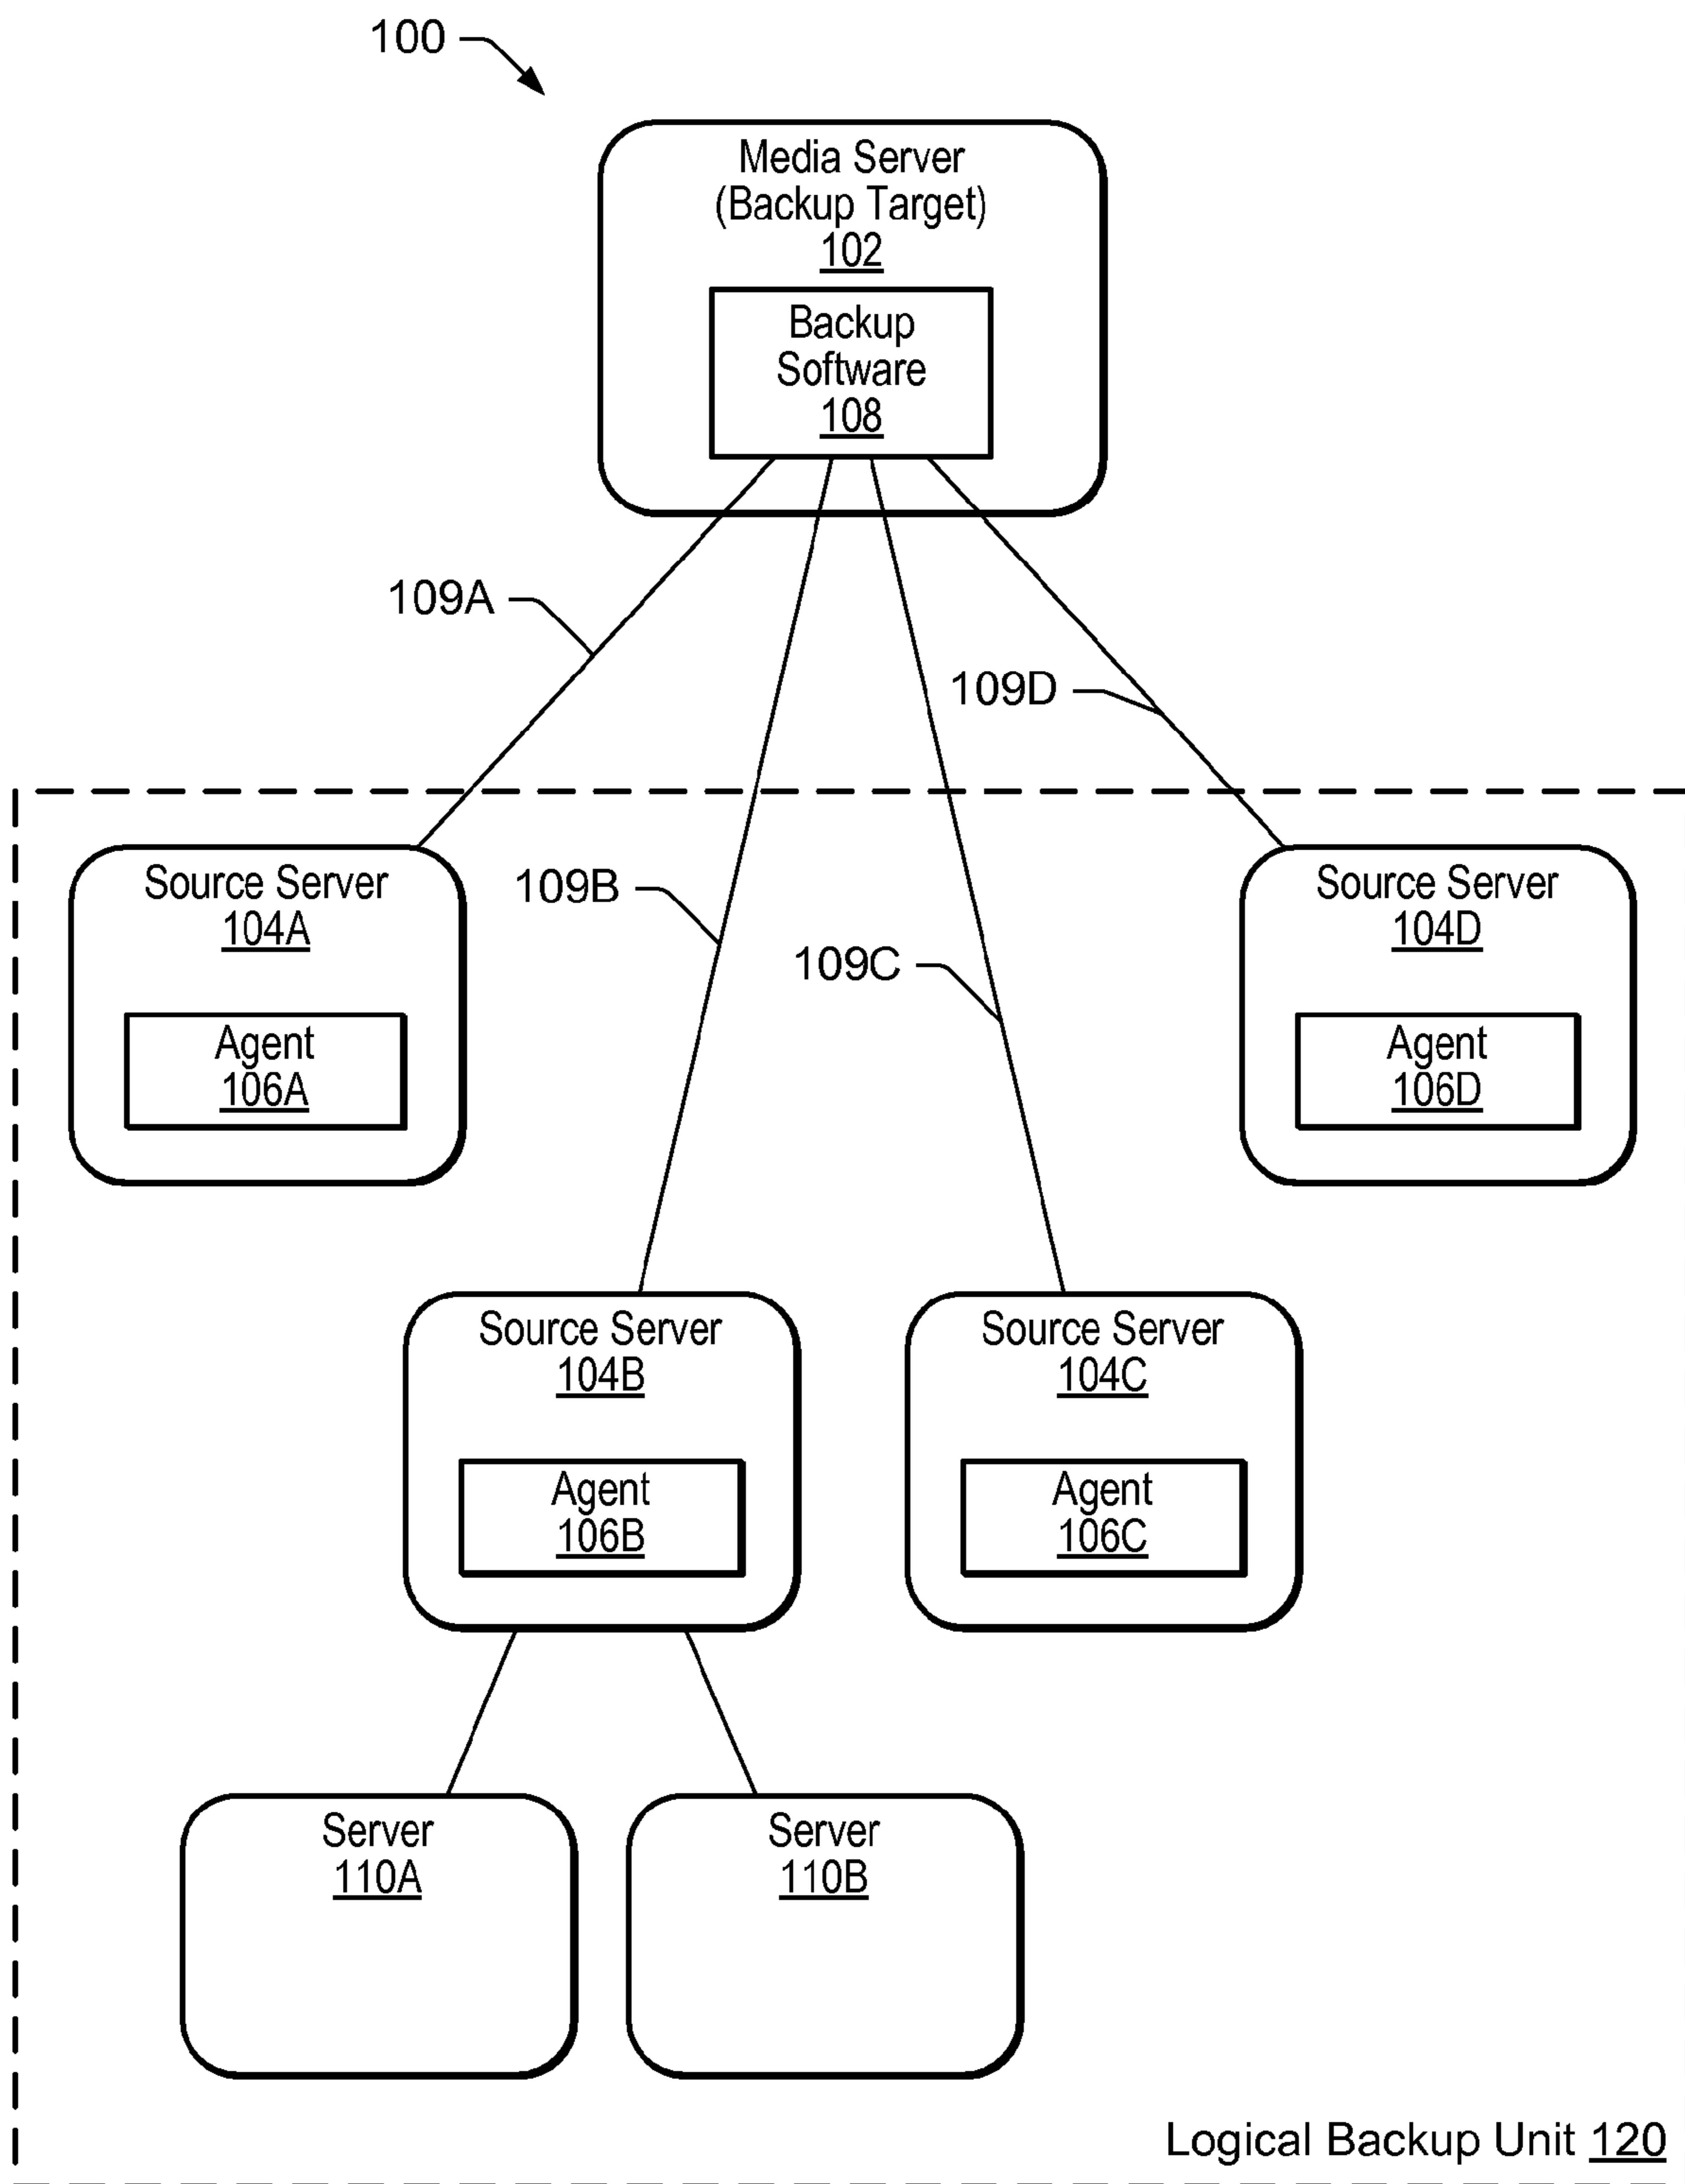 100
Media Server
(Backup Target)
102
Backup
Software
108
109A
109D
Source Server
104A
Agent
106A
109B
109C
Source Server
104D
Agent
106D
Source Server
104B
Agent
106B
Source Server
104C
Agent
106C
Server
110A
Server
110B
Logical Backup Unit 120